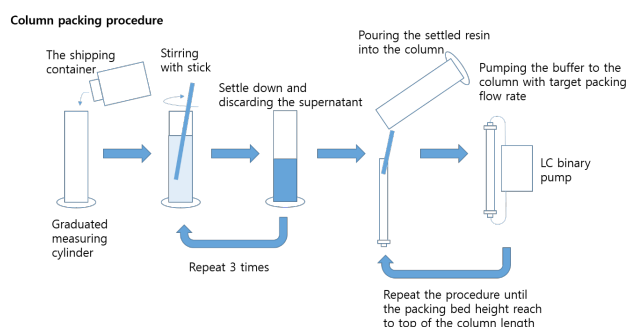 Column packing procedure
The shipping
container
Stirring
with stick
Settle down and
discarding the supernatant
Pouring the settled resin
into the column
Pumping the buffer to the
column with target packing
flow rate
LC binary
pump
Graduated
measuring
cylinder
Repeat 3 times
Repeat the procedure until
the packing bed height reach
to top of the column length